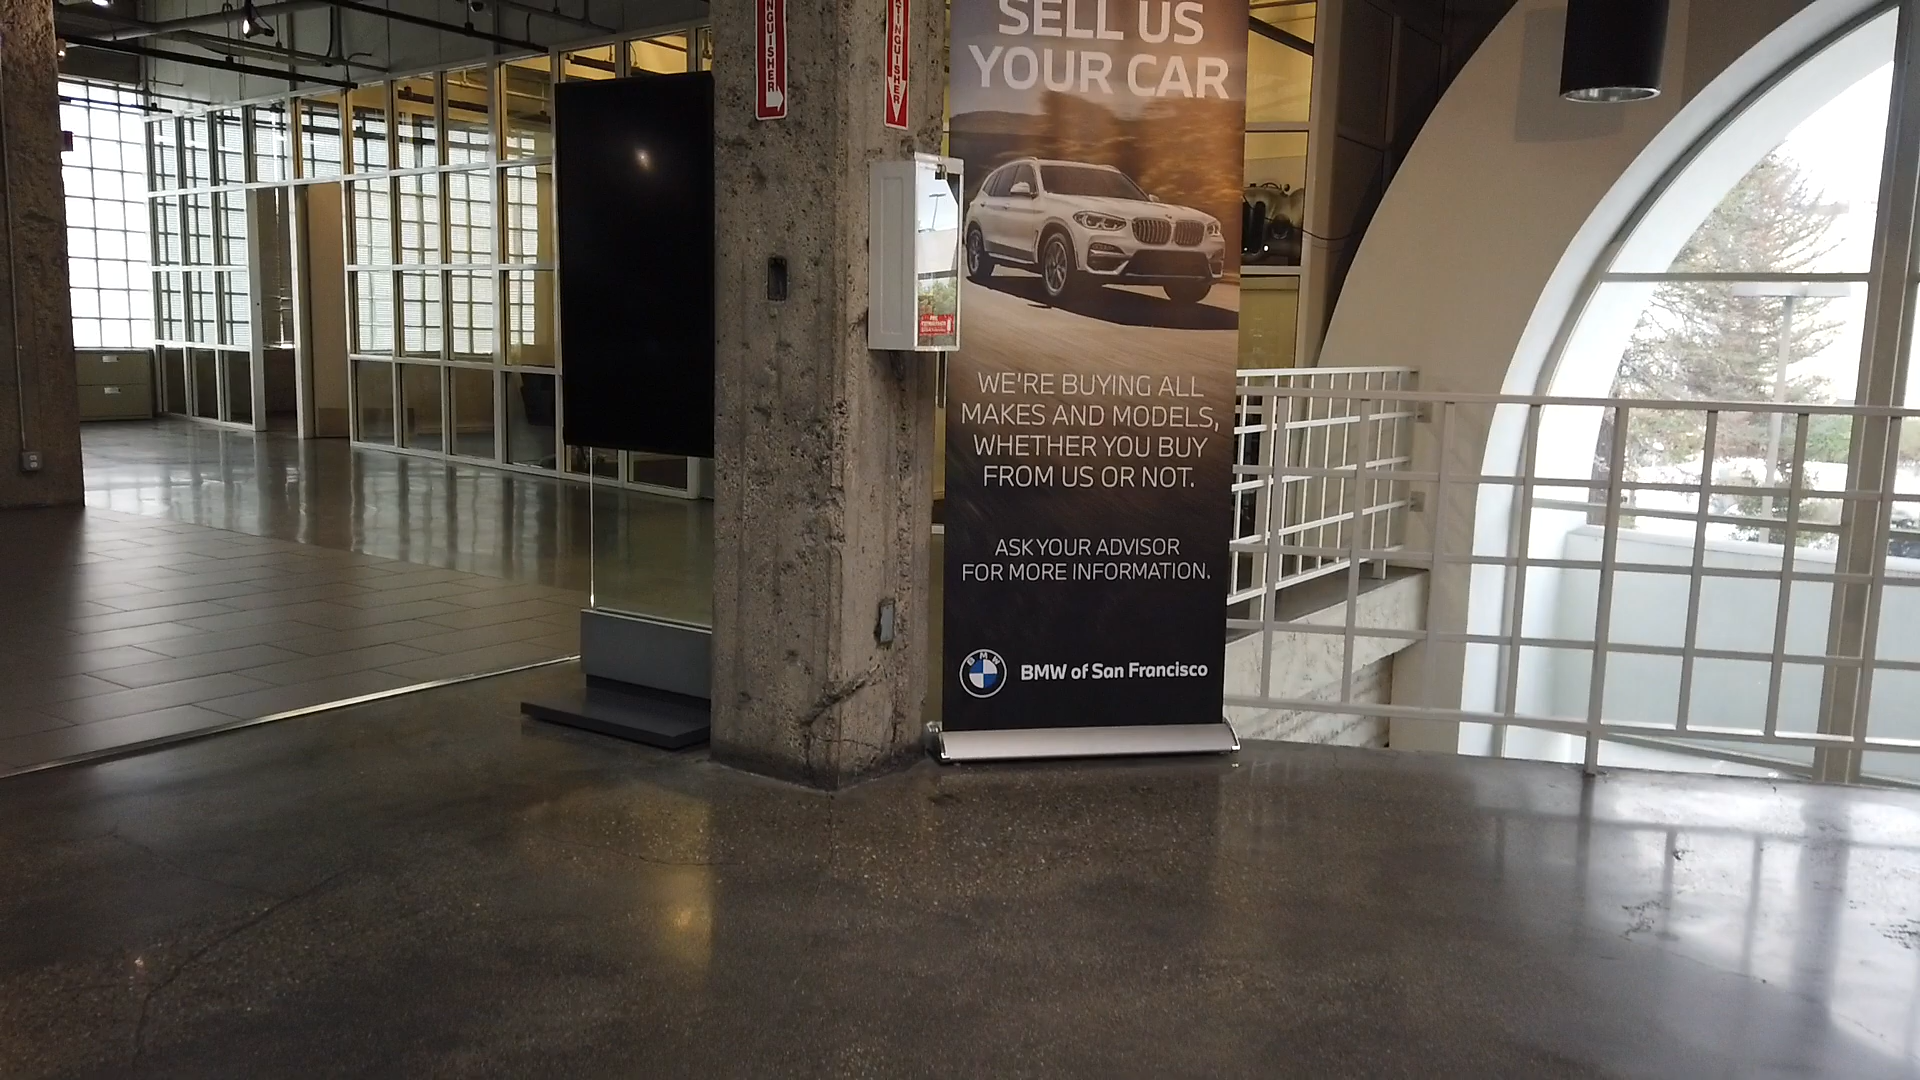 SELL US
YOUR CAR
WE'RE BUYING ALL
MAKES AND MODELS,
WHETHER YOU BUY
FROM US OR NOT.
ASK YOUR ADVISOR
FOR MORE INFORMATION.
BMW
BMW of San Francisco